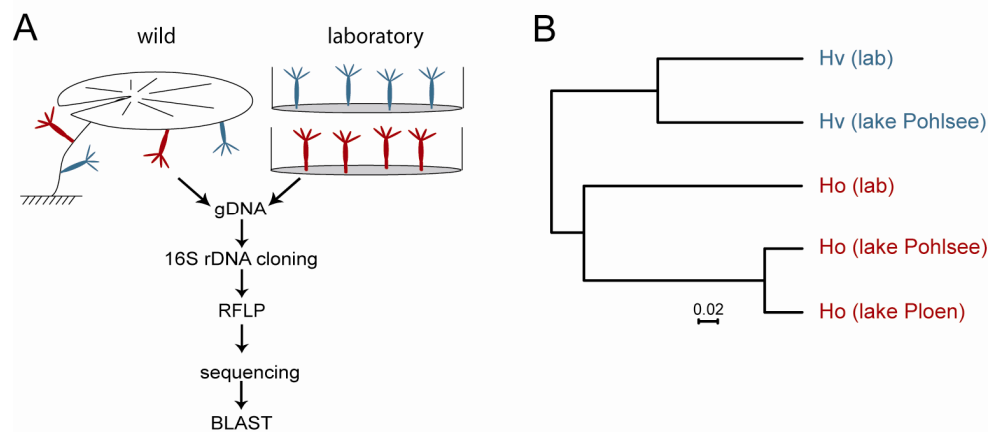 A
wild
laboratory
gDNA
16S rDNA cloning
RFLP
sequencing
BLAST
B
Hv (lab)
Hv (lake Pohlsee)
Ho (lab)
Ho (lake Pohlsee)
Ho (lake Ploen)
0.02